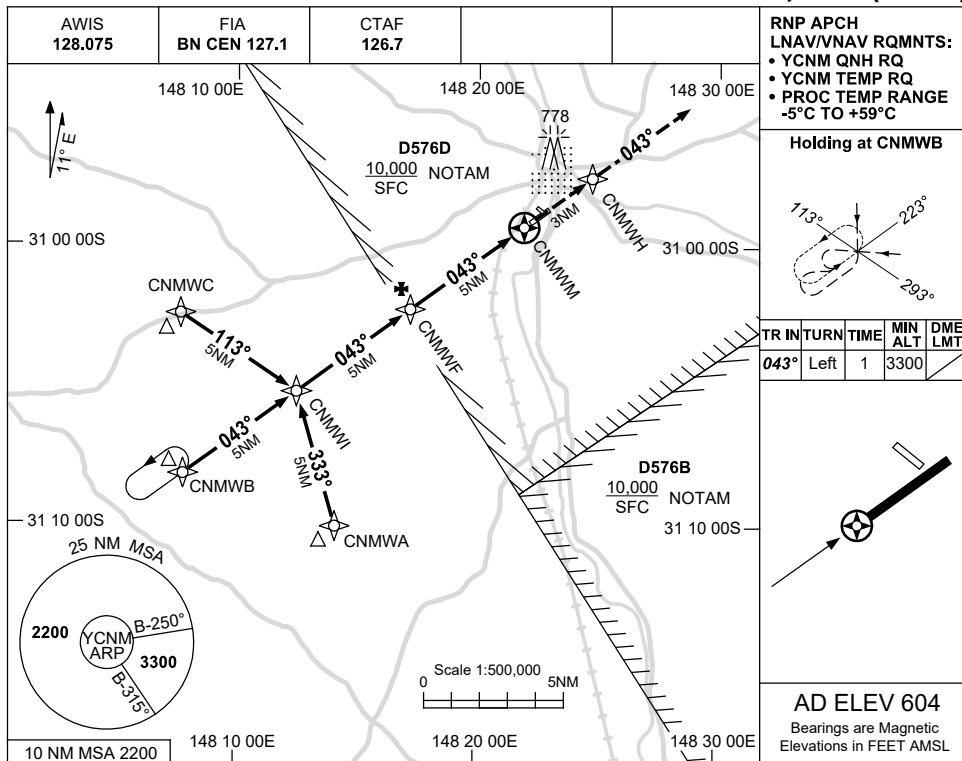 AWIS
128.075
FIA
BN CEN 127.1
CTAF
126.7
RNP APCH
LNAV/VNAV RQMNTS:
• YCNM QNH RQ
• YCNM TEMP RQ
• PROC TEMP RANGE
-5°C TO +59°C
148 10 00E
148 20 00E
148 30 00E
11° E
D576D
10,000
SFC
NOTAM
778
043°
CNMWH
3NM
CNMWM
31 00 00S
31 00 00S
043°
5NM
CNMWC
113°
5NM
CNMWF
043°
5NM
CNMWI
043°
5NM
CNMWB
333°
5NM
CNMWA
D576B
10,000
SFC
NOTAM
31 10 00S
31 10 00S
Holding at CNMWB
113°
223°
293°
TR IN TURN TIME MIN ALT DME LMT
043° Left 1 3300
25 NM MSA
2200
YCNM
ARP
B-250°
3300
B-315°
10 NM MSA 2200
Scale 1:500,000
0 5NM
148 10 00E
148 20 00E
148 30 00E
AD ELEV 604
Bearings are Magnetic
Elevations in FEET AMSL